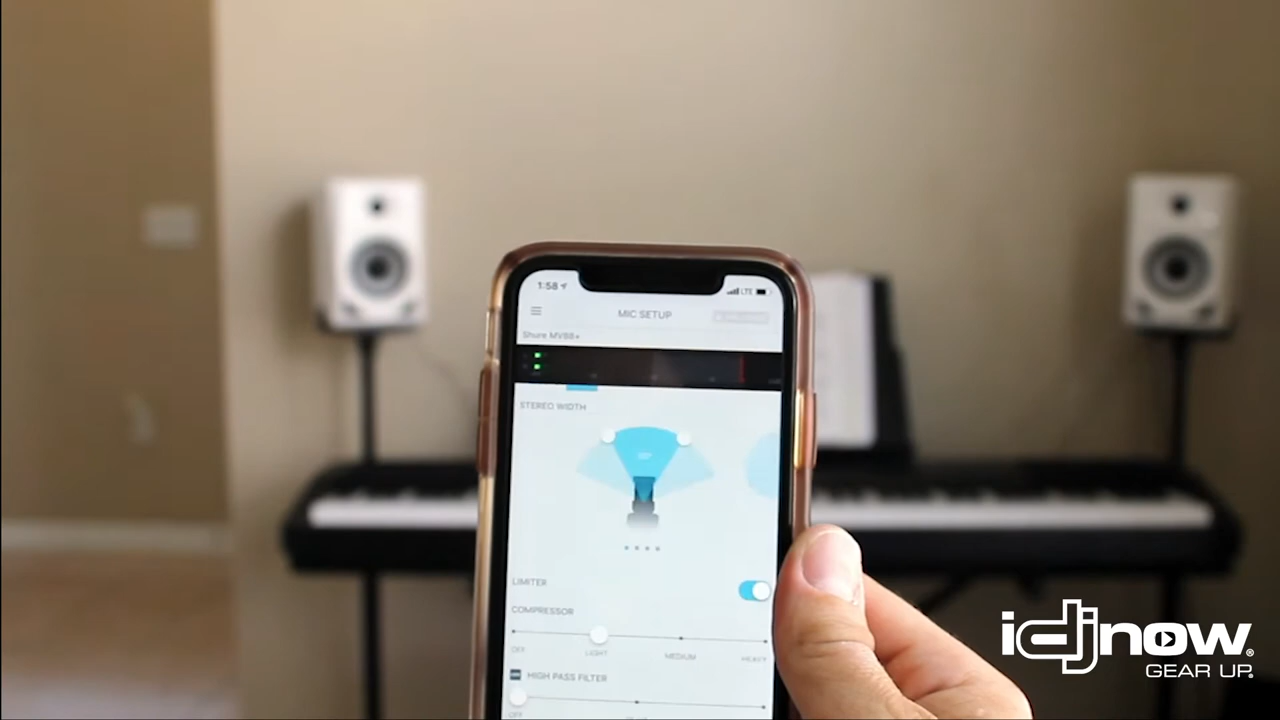 1:58
LTE
MIC SETUP
Shure MV88+
STEREO WIDTH
LIMITER
COMPRESSOR
OFF
LIGHT
MEDIUM
HEAVY
HIGH PASS FILTER
OFF
idjnow.®
GEAR UP.®